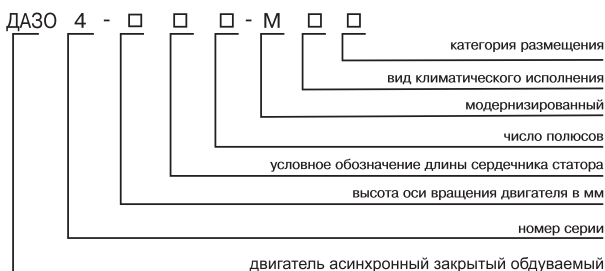 ДАЗО 4 - □ □ □ - М □ □
категория размещения
вид климатического исполнения
модернизированный
число полюсов
условное обозначение длины сердечника статора
высота оси вращения двигателя в мм
номер серии
двигатель асинхронный закрытый обдуваемый